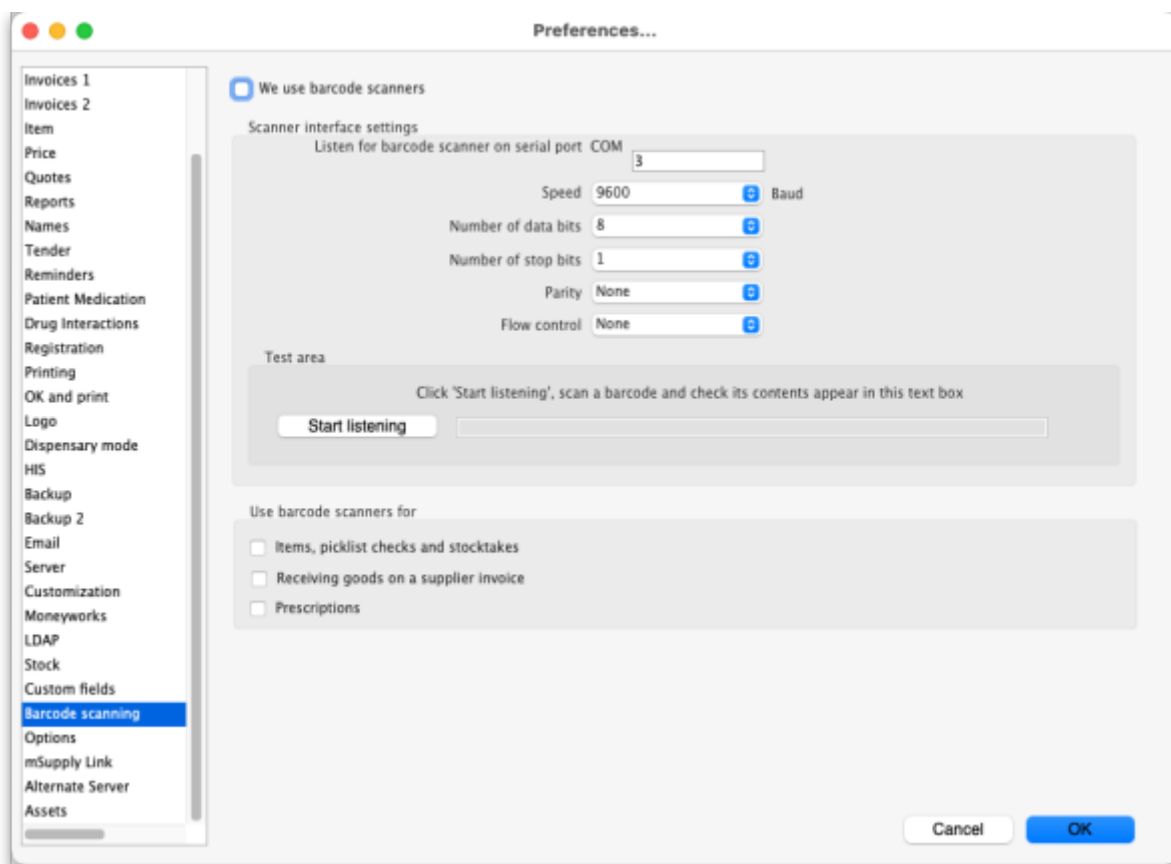 Preferences...
Invoices 1
Invoices 2
Item
Price
Quotes
Reports
Names
Tender
Reminders
Patient Medication
Drug Interactions
Registration
Printing
OK and print
Logo
Dispensary mode
HIS
Backup
Backup 2
Email
Server
Customization
Moneyworks
LDAP
Stock
Custom fields
Barcode scanning
Options
mSupply Link
Alternate Server
Assets
We use barcode scanners
Scanner interface settings
Listen for barcode scanner on serial port COM 3
Speed 9600 Baud
Number of data bits 8
Number of stop bits 1
Parity None
Flow control None
Test area
Click 'Start listening', scan a barcode and check its contents appear in this text box
Start listening
Use barcode scanners for
Items, picklist checks and stocktakes
Receiving goods on a supplier invoice
Prescriptions
Cancel OK